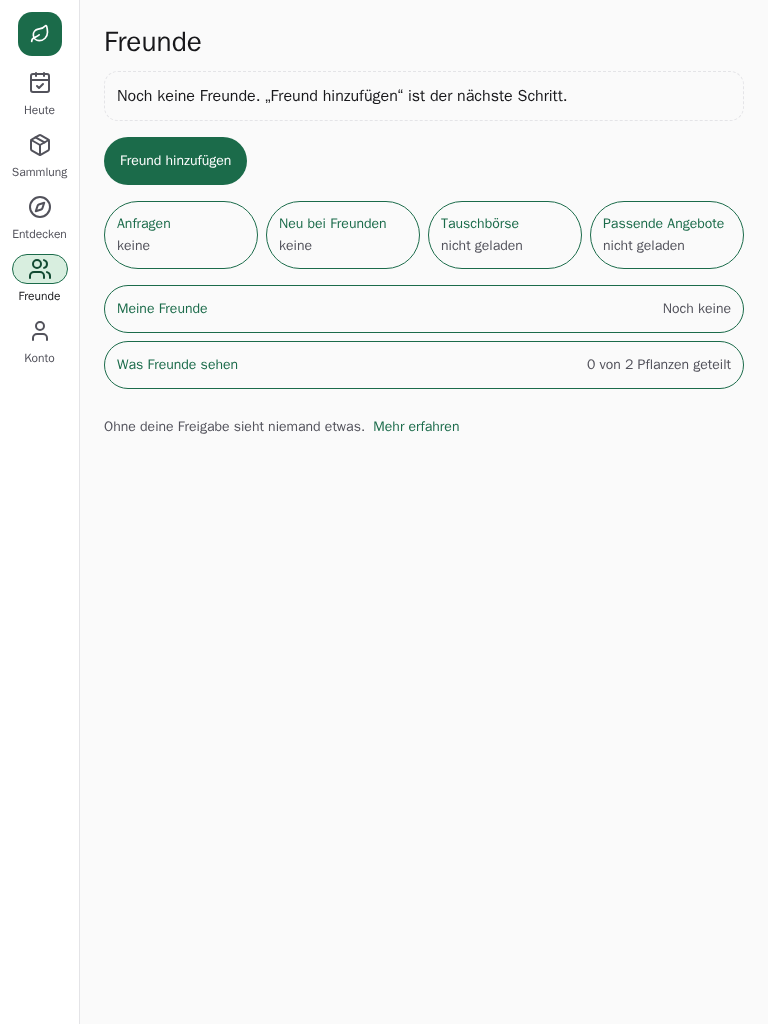 Freunde
Noch keine Freunde. „Freund hinzufügen“ ist der nächste Schritt.
Freund hinzufügen
Anfragen
keine
Neu bei Freunden
keine
Tauschbörse
nicht geladen
Passende Angebote
nicht geladen
Meine Freunde
Noch keine
Was Freunde sehen
0 von 2 Pflanzen geteilt
Ohne deine Freigabe sieht niemand etwas. Mehr erfahren
Heute
Sammlung
Entdecken
Freunde
Konto